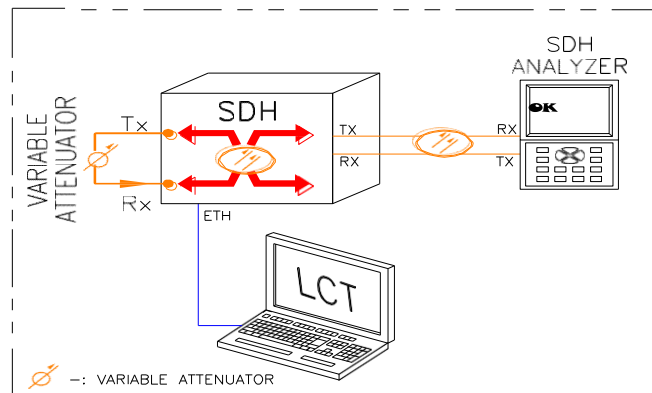 SDH
ANALYZER
SDH
OK
Tx
TX
RX
RX
TX
VARIABLE
ATTENUATOR
Rx
ETH
LCT
-: VARIABLE ATTENUATOR